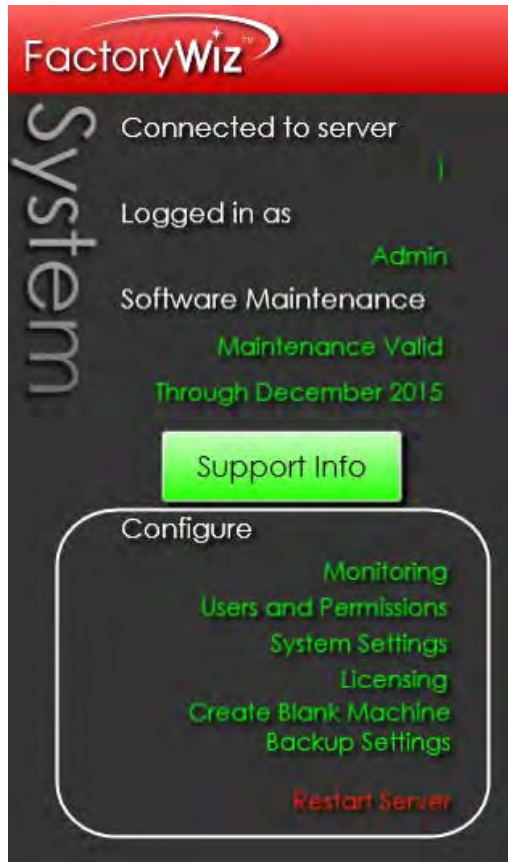 FactoryWiz™
System
Connected to server
)
Logged in as
Admin
Software Maintenance
Maintenance Valid
Through December 2015
Support Info
Configure
Monitoring
Users and Permissions
System Settings
Licensing
Create Blank Machine
Backup Settings
Restart Server